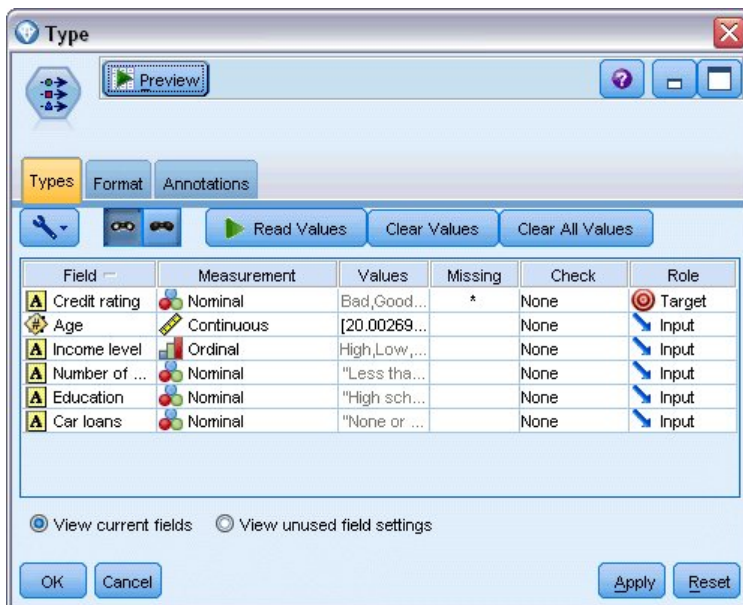 Type
Preview
?
Types Format Annotations
Read Values Clear Values Clear All Values
Field Measurement Values Missing Check Role
A Credit rating Nominal Bad,Good... * None Target
# Age Continuous [20.00269... None Input
A Income level Ordinal High,Low,... None Input
A Number of ... Nominal "Less tha... None Input
A Education Nominal "High sch... None Input
A Car loans Nominal "None or ... None Input
View current fields View unused field settings
OK Cancel Apply Reset